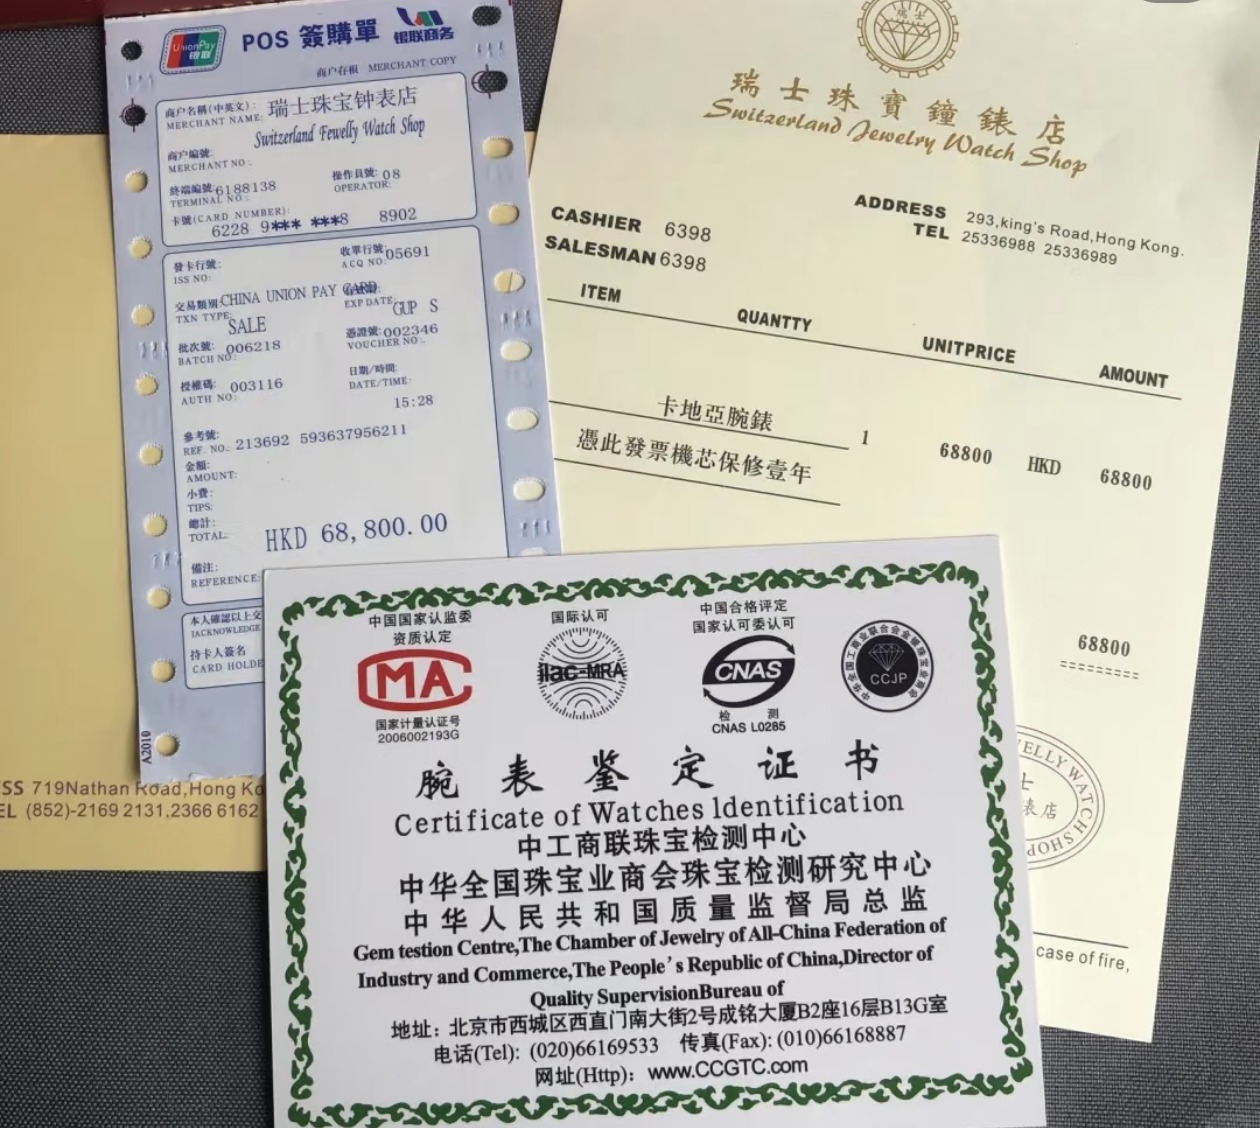 UnionPay
银联
POS 簽購單
银联商务
商户存根 MERCHANT COPY
商户名稱(中英文):
瑞士珠宝钟表店
MERCHANT NAME:
Switzerland Fewelly Watch Shop
商户編號:
MERCHANT NO:
終端編號:
6188138
TERMINAL NO:
操作員號: 08
OPERATOR:
卡號(CARD NUMBER):
6228 9*** ***8 8902
發卡行號:
ISS NO:
收單行號: 05691
ACQ NO:
交易類別: CHINA UNION PAY CARD
TXN TYPE:
SALE
EXP DATE:
GUP S
批次號: 006218
BATCH NO:
憑證號: 002346
VOUCHER NO:
授權碼: 003116
AUTH NO:
日期/時間:
DATE/TIME:
15:28
參考號:
REF. NO: 213692 593637956211
金額:
AMOUNT:
小費:
TIPS:
總計:
TOTAL:
HKD 68,800.00
備注:
REFERENCE:
本人確認以上交
IACKNOWLEDGE
持卡人簽名
CARD HOLDE
A2010
瑞士
瑞士珠寶鐘錶店
Switzerland Jewelry Watch Shop
ADDRESS 293,king's Road,Hong Kong.
TEL 25336988 25336989
CASHIER 6398
SALESMAN 6398
ITEM QUANTTY UNITPRICE AMOUNT
卡地亞腕錶 1 68800 HKD 68800
憑此發票機芯保修壹年
68800
ELLY WATCH SHOP
士
表店
case of fire,
SS 719Nathan Road,Hong Ko
EL (852)-2169 2131,2366 6162
中国国家认监委
资质认定
MA
国家计量认证号
2006002193G
国际认可
ilac-MRA
中国合格评定
国家认可委认可
CNAS
检 测
CNAS L0285
CCJP
腕表鉴定证书
Certificate of Watches ldentification
中工商联珠宝检测中心
中华全国珠宝业商会珠宝检测研究中心
中华人民共和国质量监督局总监
Gem testion Centre,The Chamber of Jewelry of All-China Federation of
Industry and Commerce,The People's Republic of China,Director of
Quality SupervisionBureau of
地址：北京市西城区西直门南大街2号成铭大厦B2座16层B13G室
电话(Tel): (020)66169533 传真(Fax): (010)66168887
网址(Http)：www.CCGTC.com